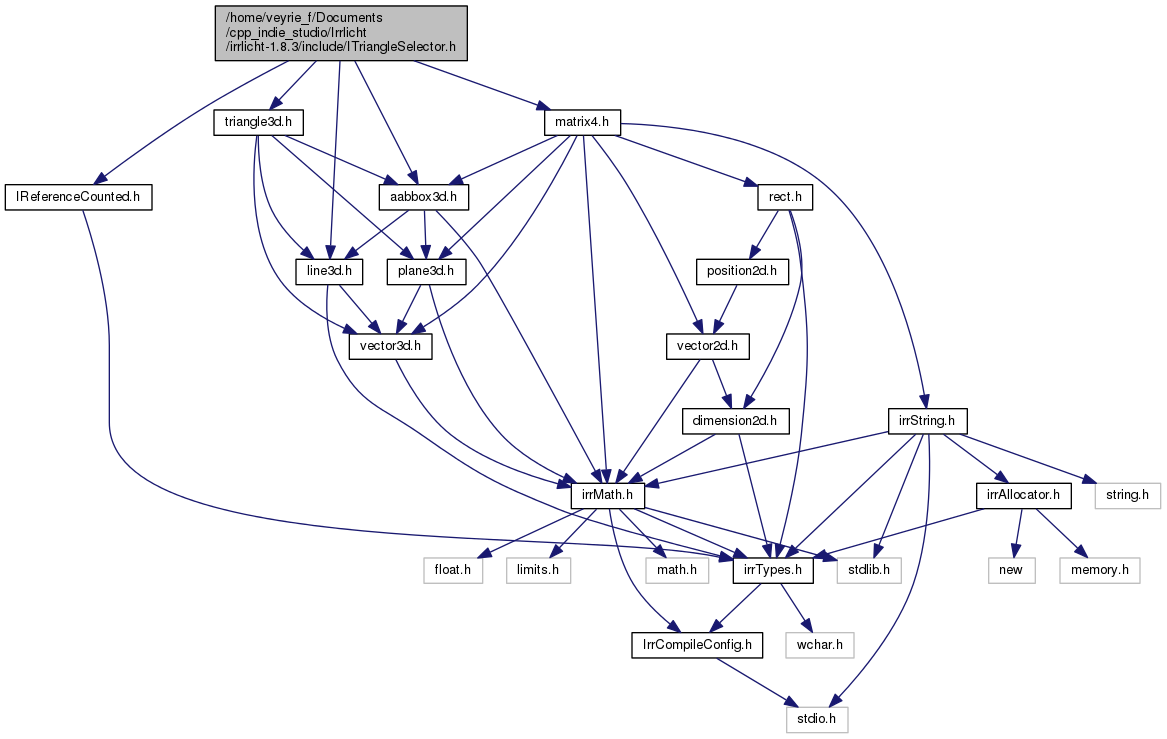 /home/veyrie_f/Documents
/cpp_indie_studio/Irrlicht
/irrlicht-1.8.3/include/ITriangleSelector.h
triangle3d.h
matrix4.h
IReferenceCounted.h
aabbox3d.h
rect.h
line3d.h
plane3d.h
position2d.h
vector3d.h
vector2d.h
dimension2d.h
irrString.h
irrMath.h
irrAllocator.h
string.h
float.h
limits.h
math.h
irrTypes.h
stdlib.h
new
memory.h
IrrCompileConfig.h
wchar.h
stdio.h